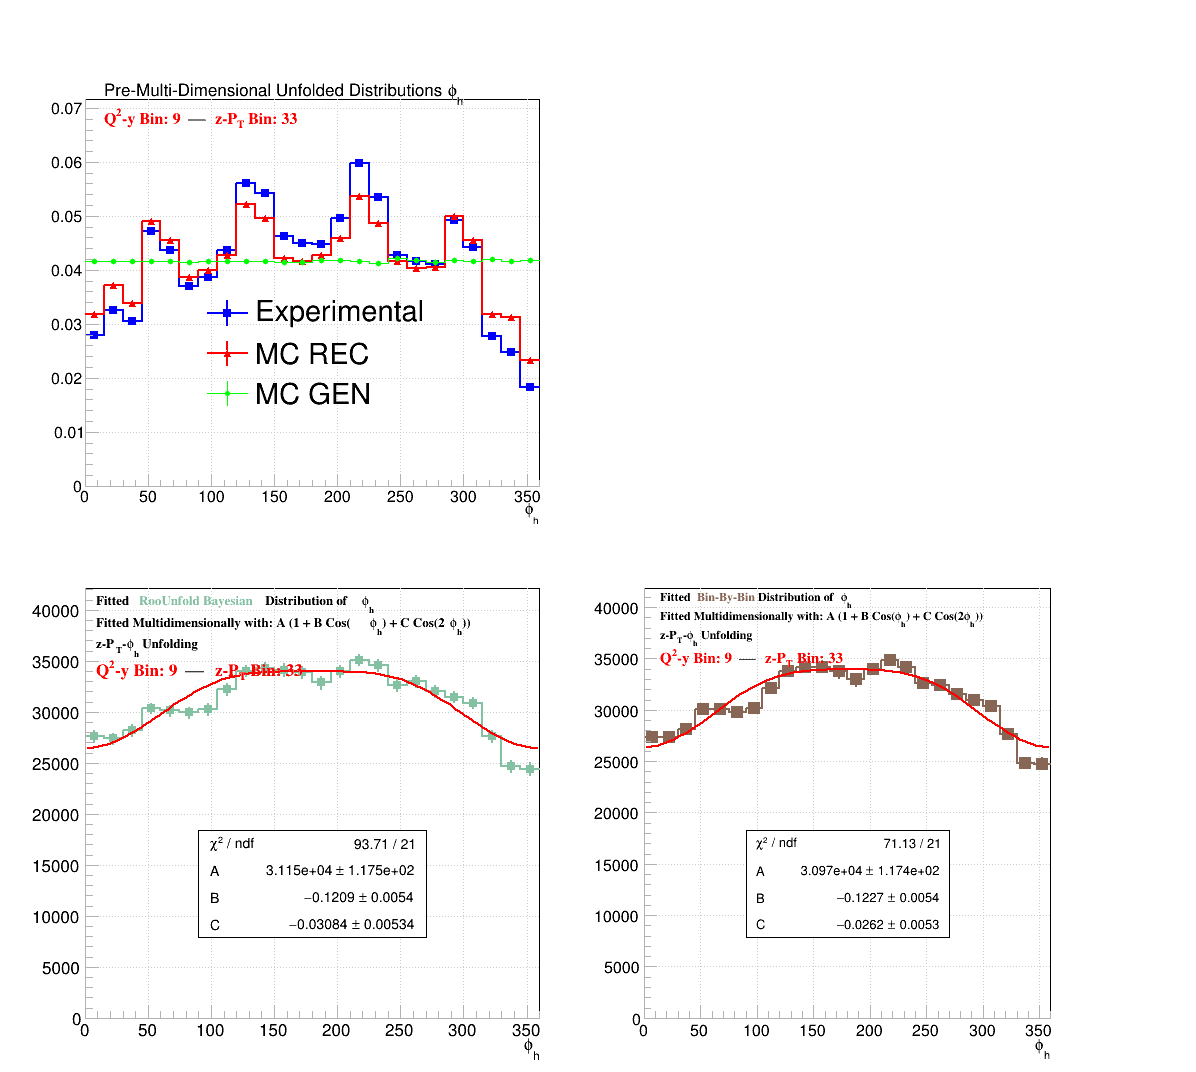 Pre-Multi-Dimensional Unfolded Distributions ϕh
Q2-y Bin: 9 — z-PT Bin: 33
0.07
0.06
0.05
0.04
0.03
0.02
0.01
0
Experimental
MC REC
MC GEN
0 50 100 150 200 250 300 350
ϕh
Fitted RooUnfold Bayesian Distribution of ϕh
Fitted Multidimensionally with: A (1 + B Cos( ϕh) + C Cos(2 ϕh))
z-PT-ϕh Unfolding
Q2-y Bin: 9 — z-PT Bin: 33
40000
35000
30000
25000
20000
15000
10000
5000
0
χ2 / ndf 93.71 / 21
A 3.115e+04 ± 1.175e+02
B −0.1209 ± 0.0054
C −0.03084 ± 0.00534
0 50 100 150 200 250 300 350
ϕh
Fitted Bin-By-Bin Distribution of ϕh
Fitted Multidimensionally with: A (1 + B Cos(ϕh) + C Cos(2ϕh))
z-PT-ϕh Unfolding
Q2-y Bin: 9 — z-PT Bin: 33
40000
35000
30000
25000
20000
15000
10000
5000
0
χ2 / ndf 71.13 / 21
A 3.097e+04 ± 1.174e+02
B −0.1227 ± 0.0054
C −0.0262 ± 0.0053
0 50 100 150 200 250 300 350
ϕh